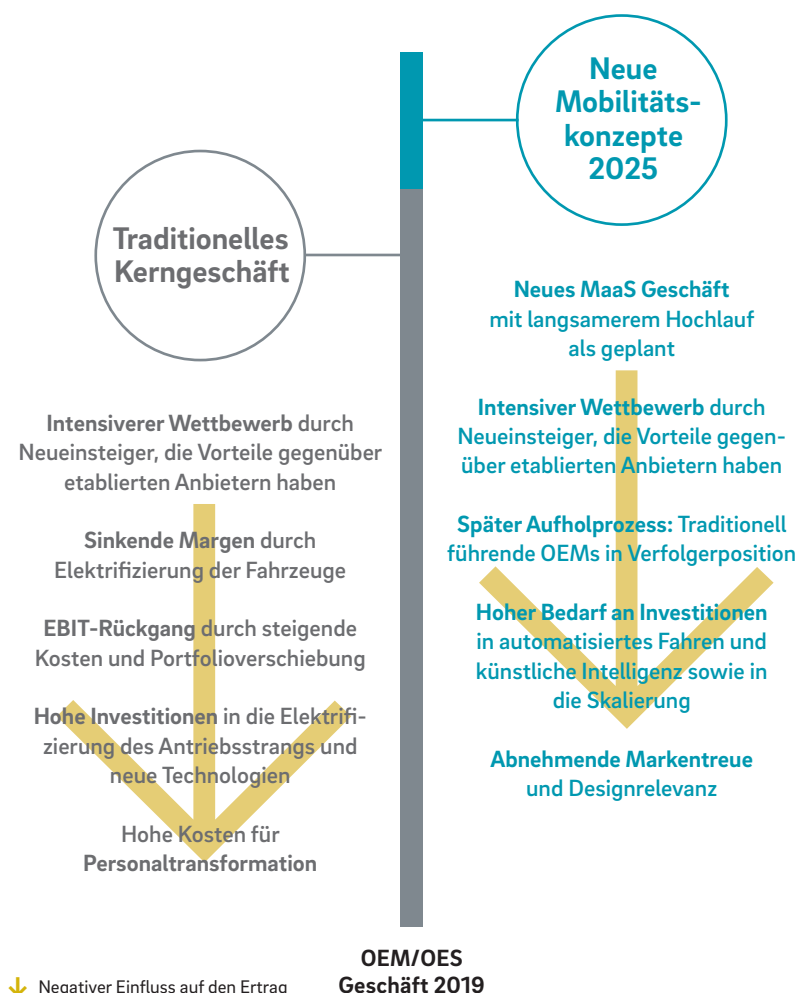 Neue
Mobilitäts-
konzepte
2025
Traditionelles
Kerngeschäft
Neues MaaS Geschäft
mit langsamerem Hochlauf
als geplant
Intensiver Wettbewerb durch
Neueinsteiger, die Vorteile gegen-
über etablierten Anbietern haben
Später Aufholprozess: Traditionell
führende OEMs in Verfolgerposition
Hoher Bedarf an Investitionen
in automatisiertes Fahren und
künstliche Intelligenz sowie in
die Skalierung
Abnehmende Markentreue
und Designrelevanz
Intensiverer Wettbewerb durch
Neueinsteiger, die Vorteile gegenüber
etablierten Anbietern haben
Sinkende Margen durch
Elektrifizierung der Fahrzeuge
EBIT-Rückgang durch steigende
Kosten und Portfolioverschiebung
Hohe Investitionen in die Elektrifi-
zierung des Antriebsstrangs und
neue Technologien
Hohe Kosten für
Personaltransformation
OEM/OES
Geschäft 2019
Negativer Einfluss auf den Ertrag